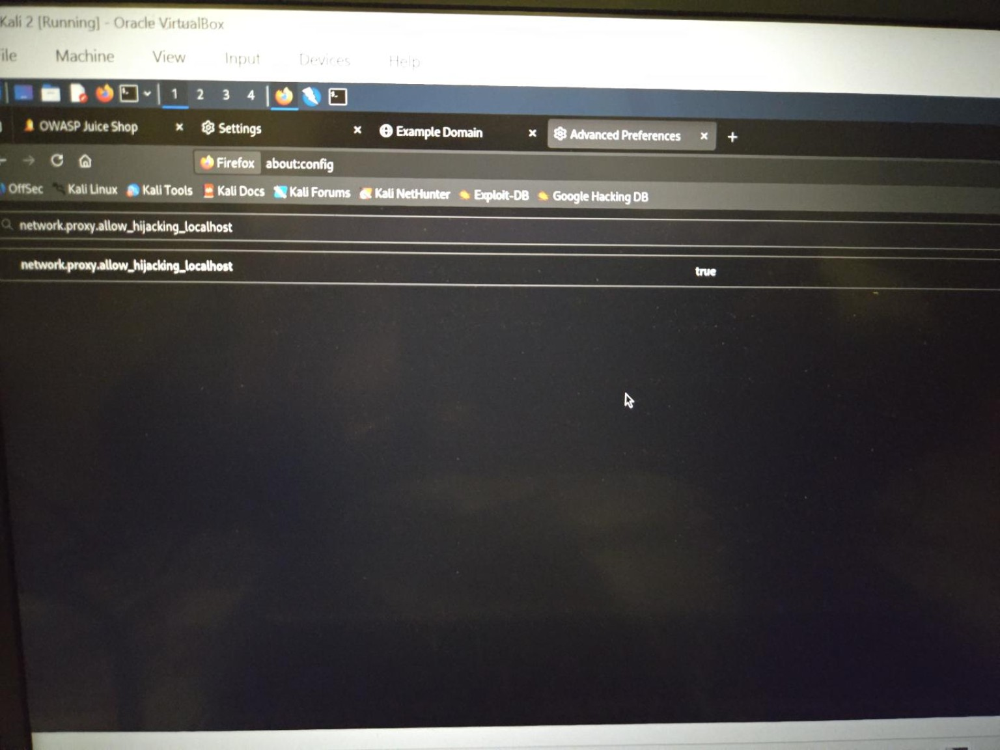 Kali 2 [Running] - Oracle VirtualBox
ile Machine View Input Devices Help
1 2 3 4
OWASP Juice Shop Settings Example Domain Advanced Preferences
Firefox about:config
OffSec Kali Linux Kali Tools Kali Docs Kali Forums Kali NetHunter Exploit-DB Google Hacking DB
network.proxy.allow_hijacking_localhost
network.proxy.allow_hijacking_localhost true